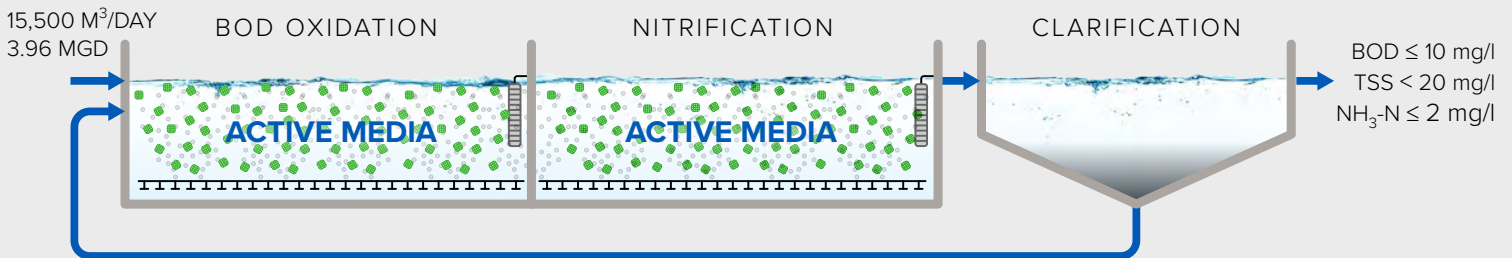 15,500 M³/DAY
3.96 MGD
BOD OXIDATION
NITRIFICATION
CLARIFICATION
ACTIVE MEDIA
ACTIVE MEDIA
BOD ≤ 10 mg/l
TSS < 20 mg/l
NH₃-N ≤ 2 mg/l